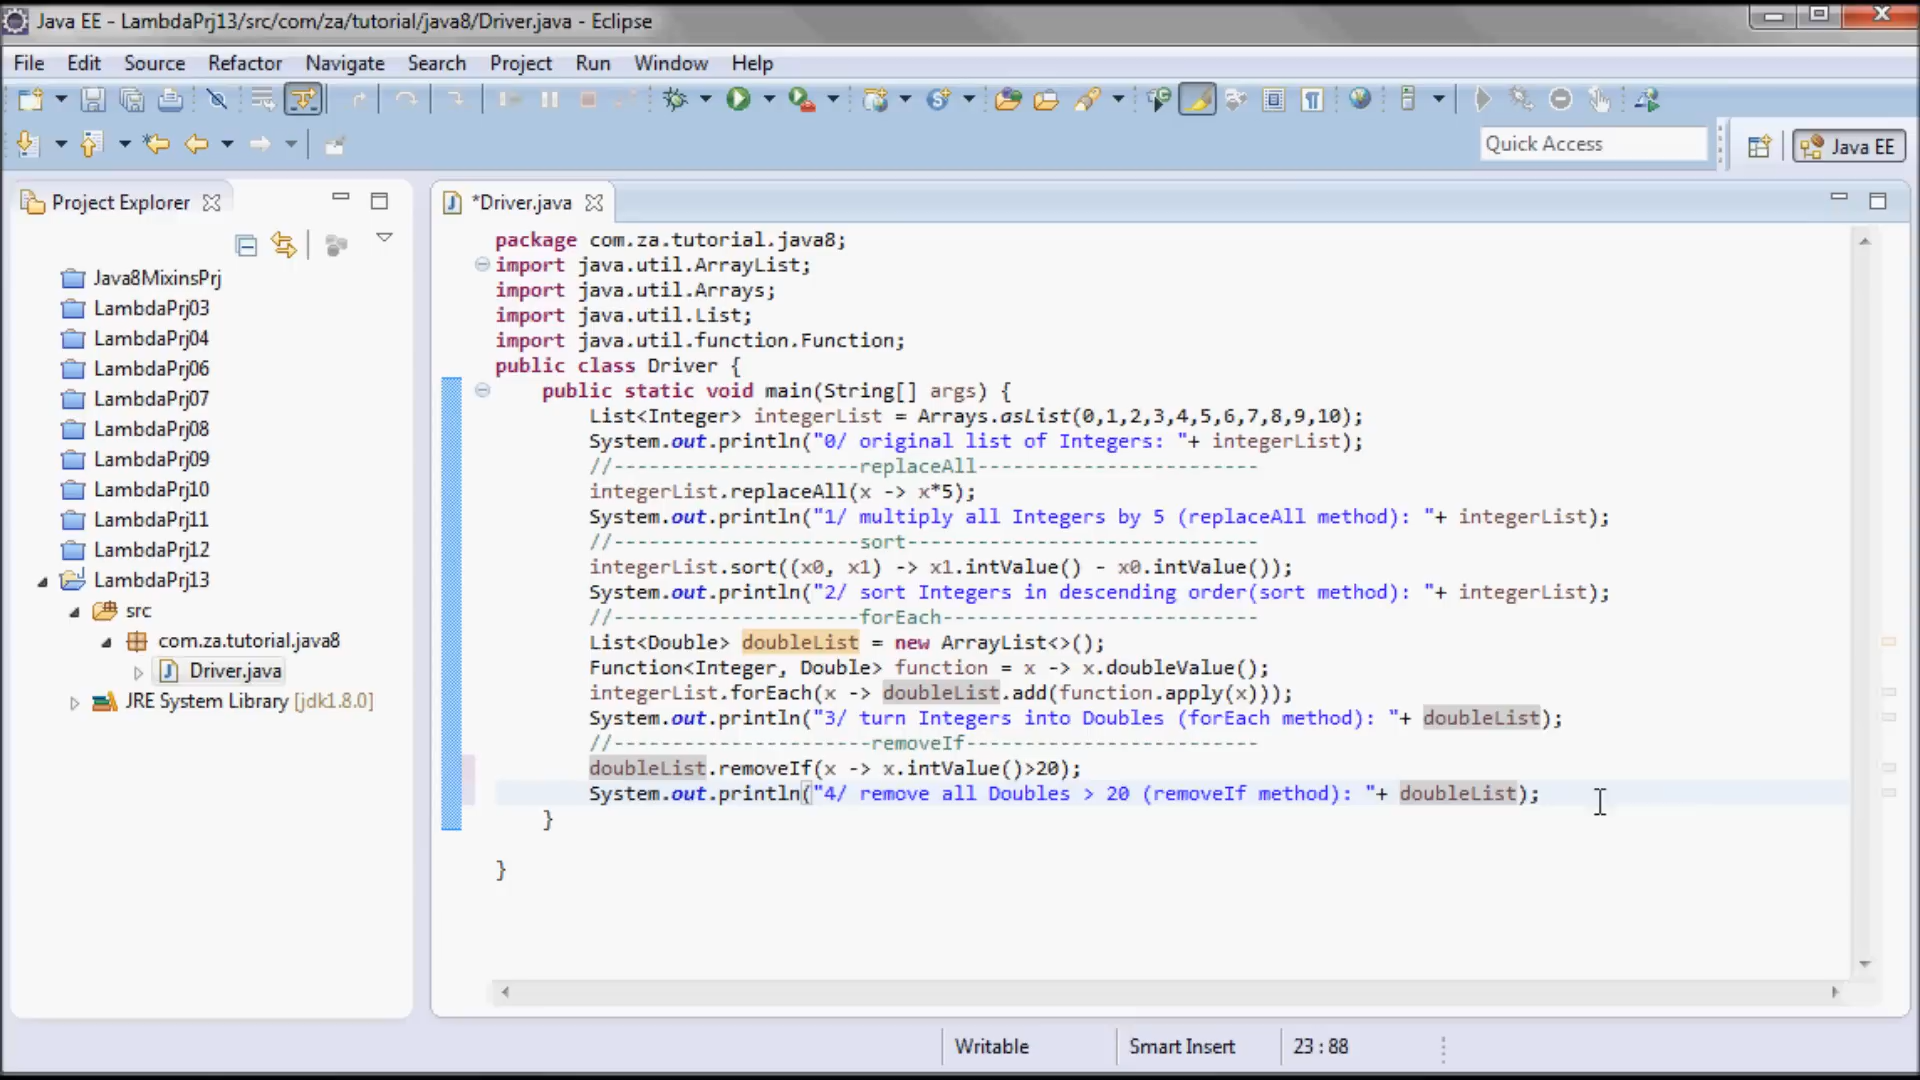 Java EE - LambdaPrj13/src/com/za/tutorial/java8/Driver.java - Eclipse
File Edit Source Refactor Navigate Search Project Run Window Help
Quick Access
Java EE
Project Explorer
Java8MixinsPrj
LambdaPrj03
LambdaPrj04
LambdaPrj06
LambdaPrj07
LambdaPrj08
LambdaPrj09
LambdaPrj10
LambdaPrj11
LambdaPrj12
LambdaPrj13
src
com.za.tutorial.java8
Driver.java
JRE System Library [jdk1.8.0]
*Driver.java
package com.za.tutorial.java8;
import java.util.ArrayList;
import java.util.Arrays;
import java.util.List;
import java.util.function.Function;
public class Driver {
public static void main(String[] args) {
List<Integer> integerList = Arrays.asList(0,1,2,3,4,5,6,7,8,9,10);
System.out.println("0/ original list of Integers: "+ integerList);
//---------------------replaceAll------------------------
integerList.replaceAll(x -> x*5);
System.out.println("1/ multiply all Integers by 5 (replaceAll method): "+ integerList);
//---------------------sort------------------------------
integerList.sort((x0, x1) -> x1.intValue() - x0.intValue());
System.out.println("2/ sort Integers in descending order(sort method): "+ integerList);
//---------------------forEach---------------------------
List<Double> doubleList = new ArrayList<>();
Function<Integer, Double> function = x -> x.doubleValue();
integerList.forEach(x -> doubleList.add(function.apply(x)));
System.out.println("3/ turn Integers into Doubles (forEach method): "+ doubleList);
//----------------------removeIf-------------------------
doubleList.removeIf(x -> x.intValue()>20);
System.out.println("4/ remove all Doubles > 20 (removeIf method): "+ doubleList);
}
}
Writable Smart Insert 23 : 88